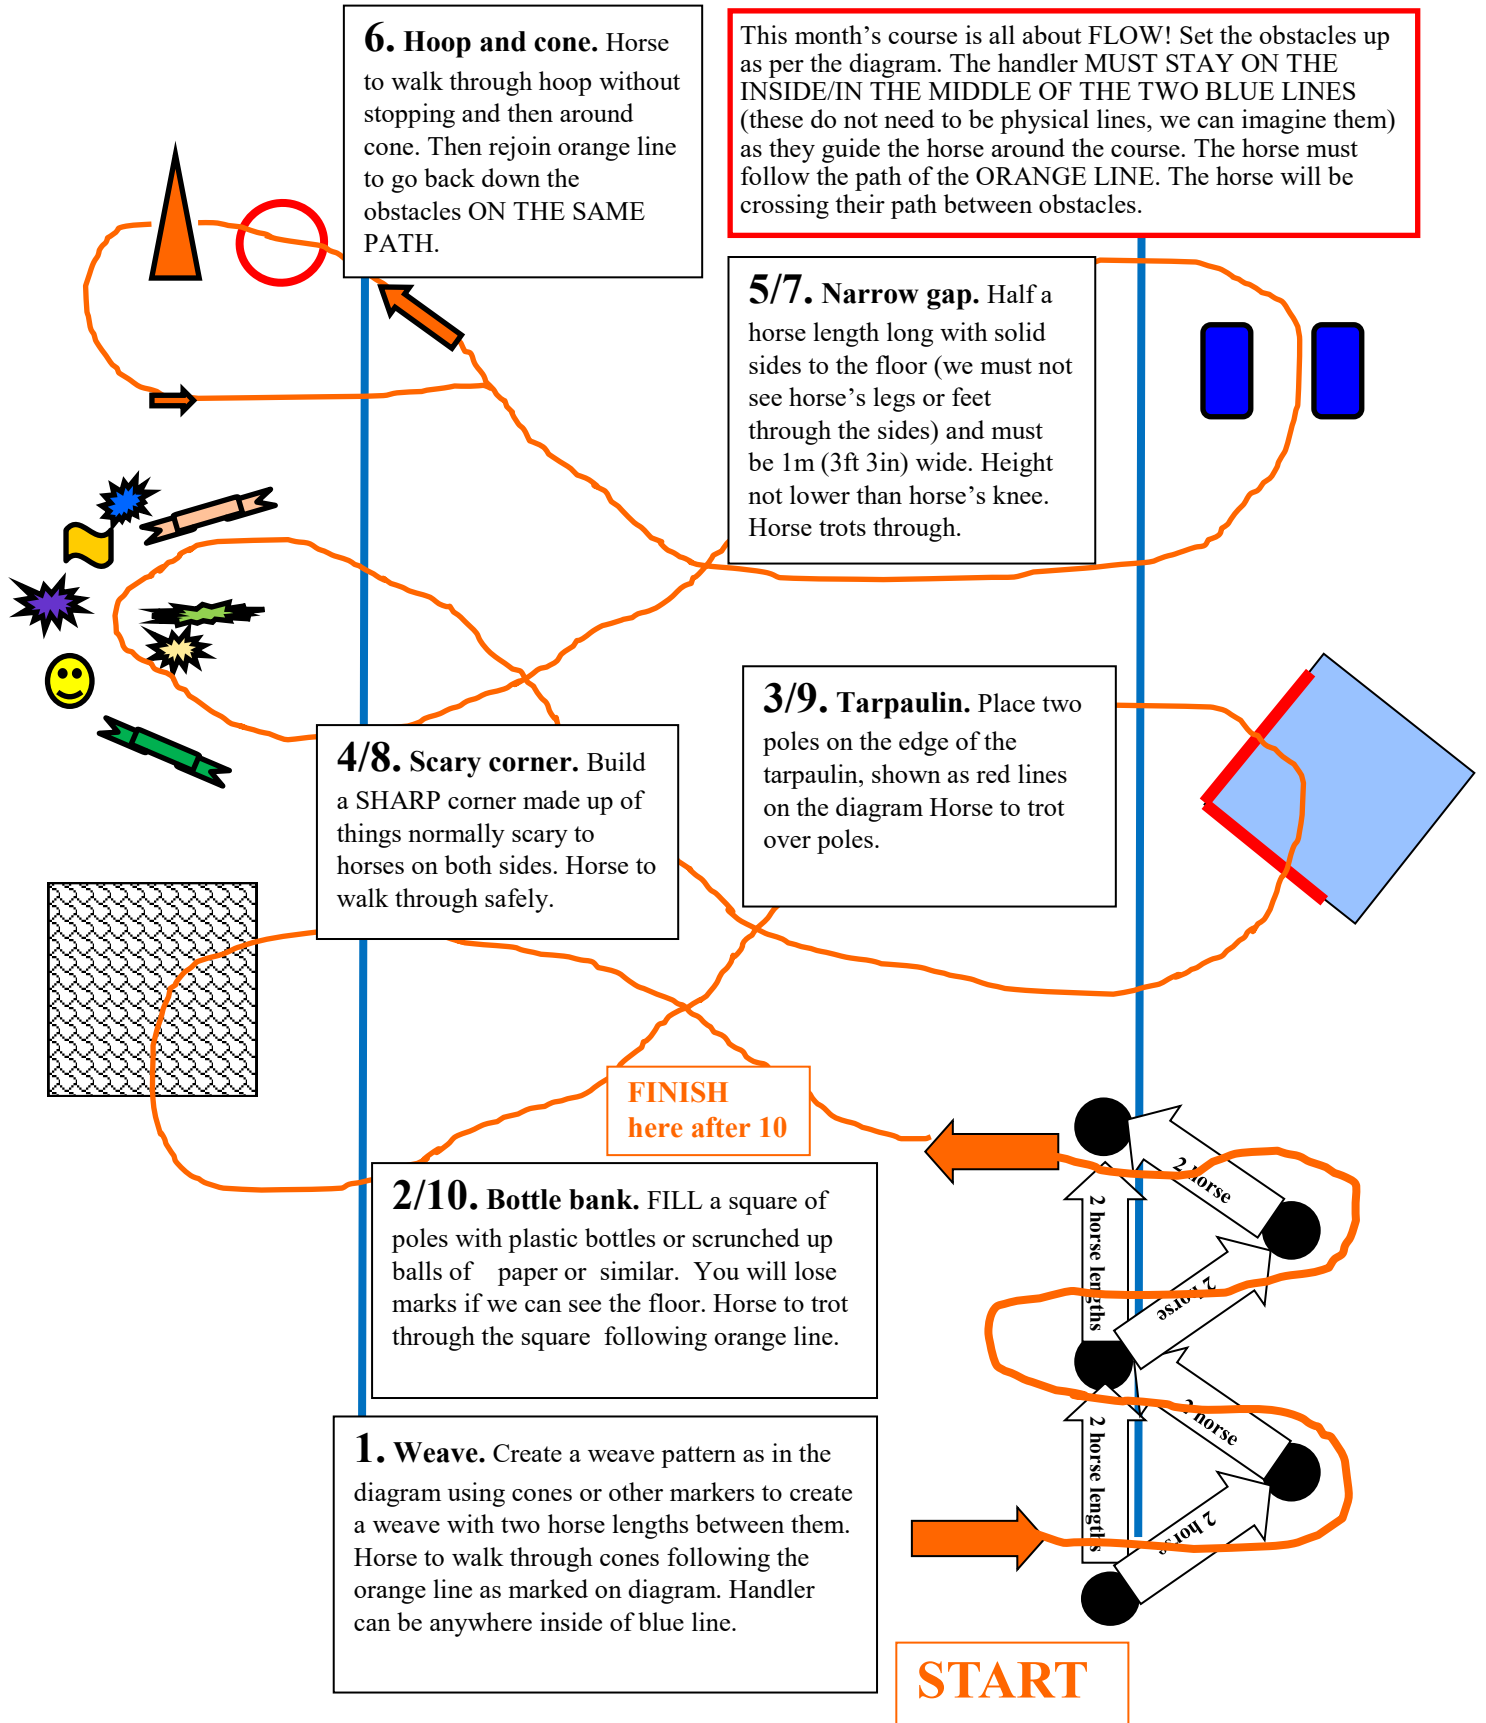 6. Hoop and cone. Horse
to walk through hoop without
stopping and then around
cone. Then rejoin orange line
to go back down the
obstacles ON THE SAME
PATH.
This month’s course is all about FLOW! Set the obstacles up
as per the diagram. The handler MUST STAY ON THE
INSIDE/IN THE MIDDLE OF THE TWO BLUE LINES
(these do not need to be physical lines, we can imagine them)
as they guide the horse around the course. The horse must
follow the path of the ORANGE LINE. The horse will be
crossing their path between obstacles.
5/7. Narrow gap. Half a
horse length long with solid
sides to the floor (we must not
see horse’s legs or feet
through the sides) and must
be 1m (3ft 3in) wide. Height
not lower than horse’s knee.
Horse trots through.
3/9. Tarpaulin. Place two
poles on the edge of the
tarpaulin, shown as red lines
on the diagram Horse to trot
over poles.
4/8. Scary corner. Build
a SHARP corner made up of
things normally scary to
horses on both sides. Horse to
walk through safely.
FINISH
here after 10
2/10. Bottle bank. FILL a square of
poles with plastic bottles or scrunched up
balls of paper or similar. You will lose
marks if we can see the floor. Horse to trot
through the square following orange line.
2 horse
2 horse lengths
2 horse
1. Weave. Create a weave pattern as in the
diagram using cones or other markers to create
a weave with two horse lengths between them.
Horse to walk through cones following the
orange line as marked on diagram. Handler
can be anywhere inside of blue line.
2 horse
2 horse lengths
2 horse
START